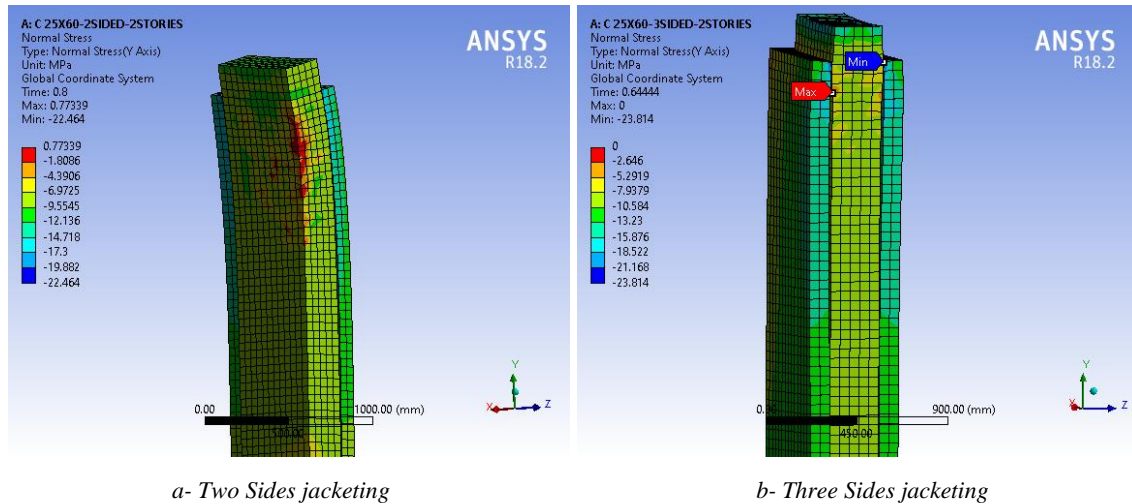 A: C 25X60-2SIDED-2STORIES
Normal Stress
Type: Normal Stress(Y Axis)
Unit: MPa
Global Coordinate System
Time: 0.8
Max: 0.77339
Min: -22.464
0.77339
-1.8086
-4.3906
-6.9725
-9.5545
-12.136
-14.718
-17.3
-19.882
-22.464
ANSYS
R18.2
Y
X
Z
0.00
1000.00 (mm)
500.00
a- Two Sides jacketing
A: C 25X60-3SIDED-2STORIES
Normal Stress
Type: Normal Stress(Y Axis)
Unit: MPa
Global Coordinate System
Time: 0.64444
Max: 0
Min: -23.814
0
-2.646
-5.2919
-7.9379
-10.584
-13.23
-15.876
-18.522
-21.168
-23.814
ANSYS
R18.2
Min
Max
Y
X
Z
900.00 (mm)
450.00
b- Three Sides jacketing